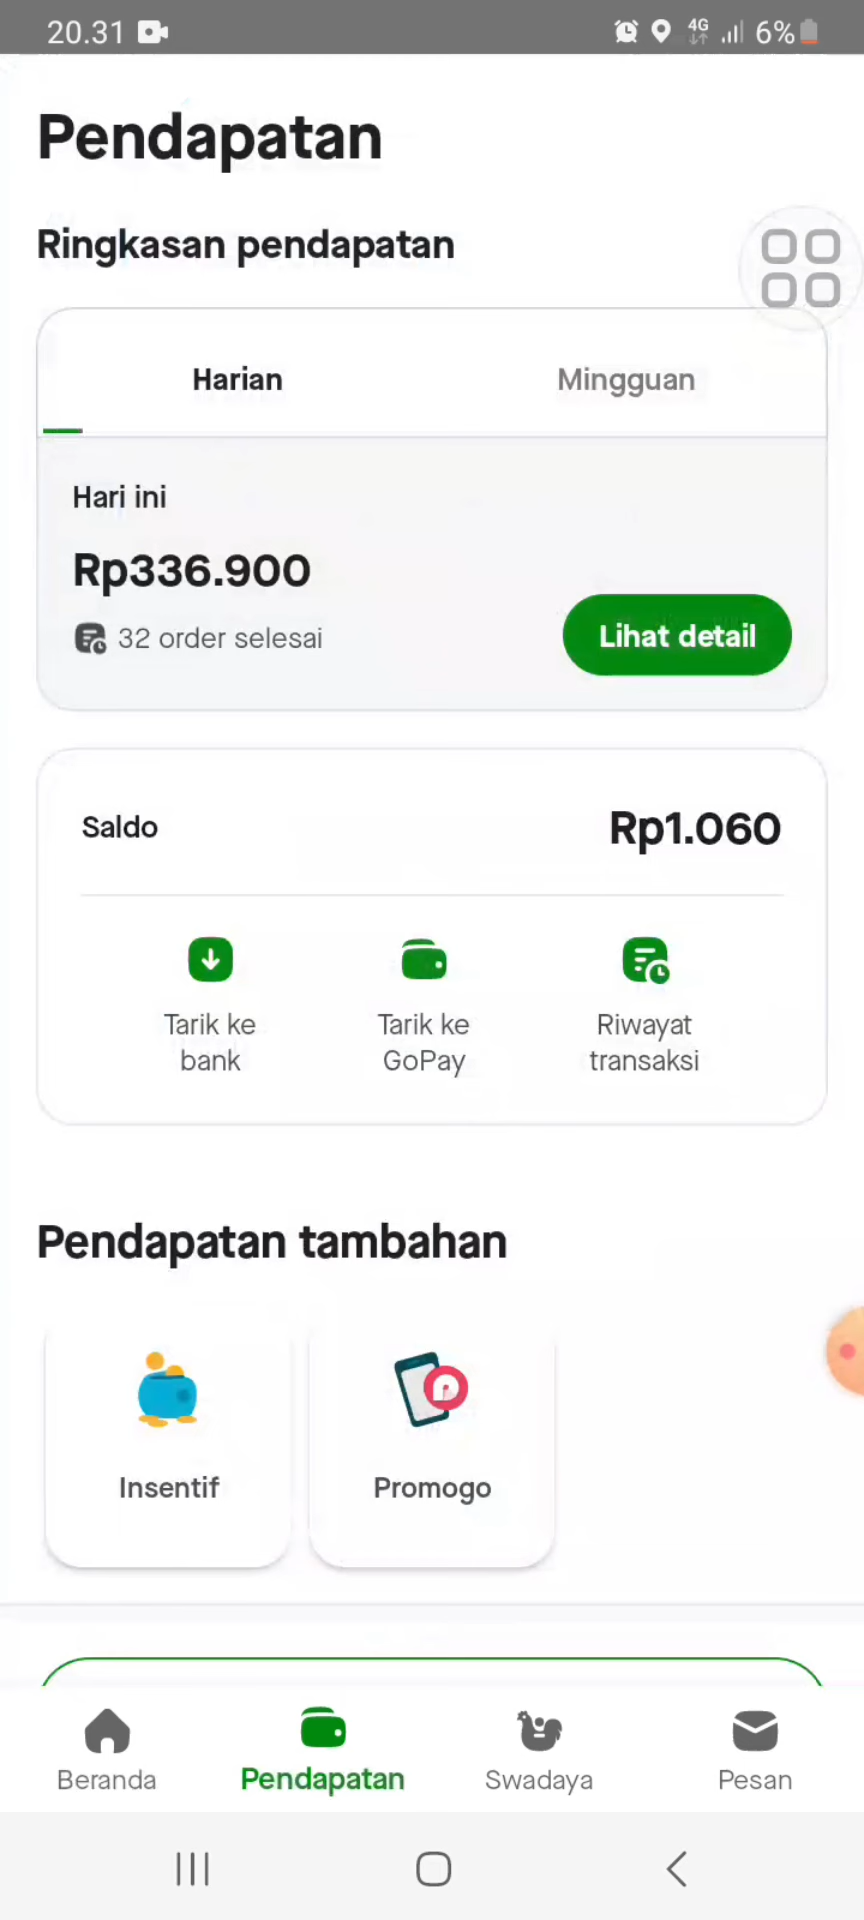 20.31
4G
6%
Pendapatan
Ringkasan pendapatan
Harian
Mingguan
Hari ini
Rp336.900
32 order selesai
Lihat detail
Saldo
Rp1.060
Tarik ke
bank
Tarik ke
GoPay
Riwayat
transaksi
Pendapatan tambahan
Insentif
Promogo
Beranda
Pendapatan
Swadaya
Pesan